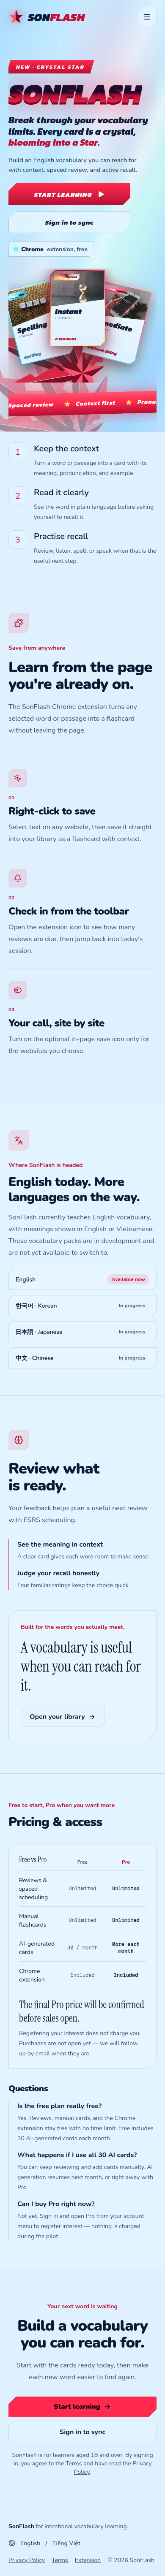 SONFLASH
NEW · CRYSTAL STAR
SONFLASH
Break through your vocabulary
limits. Every card is a crystal,
blooming into a Star.
Build an English vocabulary you can reach for
with context, spaced review, and active recall.
START LEARNING
Sign in to sync
Chrome extension, free
Spelling
Instant
a moment
spelling
Spaced review
Context first
1
Keep the context
Turn a word or passage into a card with its
meaning, pronunciation, and example.
2
Read it clearly
See the word in plain language before asking
yourself to recall it.
3
Practise recall
Review, listen, spell, or speak when that is the
useful next step.
Save from anywhere
Learn from the page
you're already on.
The SonFlash Chrome extension turns any
selected word or passage into a flashcard
without leaving the page.
01
Right-click to save
Select text on any website, then save it straight
into your library as a flashcard with context.
02
Check in from the toolbar
Open the extension icon to see how many
reviews are due, then jump back into today's
session.
03
Your call, site by site
Turn on the optional in-page save icon only for
the websites you choose.
Where SonFlash is headed
English today. More
languages on the way.
SonFlash currently teaches English vocabulary,
with meanings shown in English or Vietnamese.
These vocabulary packs are in development and
are not yet available to switch to.
English
Available now
한국어 · Korean
In progress
日本語 · Japanese
In progress
中文 · Chinese
In progress
Review what
is ready.
Your feedback helps plan a useful next review
with FSRS scheduling.
See the meaning in context
A clear card gives each word room to make sense.
Judge your recall honestly
Four familiar ratings keep the choice quick.
Built for the words you actually meet.
A vocabulary is useful
when you can reach for
it.
Open your library
Free to start, Pro when you want more
Pricing & access
Free vs Pro
Free
Pro
Reviews &
spaced
scheduling
Unlimited
Unlimited
Manual
flashcards
Unlimited
Unlimited
AI-generated
cards
30 / month
More each
month
Chrome
extension
Included
Included
The final Pro price will be confirmed
before sales open.
Registering your interest does not charge you.
Purchases are not open yet — we will follow
up by email when they are.
Questions
Is the free plan really free?
Yes. Reviews, manual cards, and the Chrome
extension stay free with no time limit. Free includes
30 AI-generated cards each month.
What happens if I use all 30 AI cards?
You can keep reviewing and add cards manually. AI
generation resumes next month, or right away with
Pro.
Can I buy Pro right now?
Not yet. Sign in and open Pro from your account
menu to register interest — nothing is charged
during the pilot.
Your next word is waiting
Build a vocabulary
you can reach for.
Start with the cards ready today, then make
each new word easier to find again.
Start learning
Sign in to sync
SonFlash is for learners aged 18 and over. By signing
in, you agree to the Terms and have read the Privacy
Policy.
SonFlash for intentional vocabulary learning.
English / Tiếng Việt
Privacy Policy Terms Extension © 2026 SonFlash